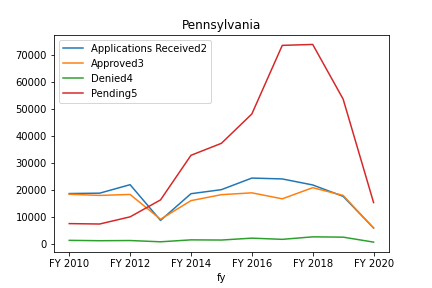 Pennsylvania
Applications Received2
Approved3
Denied4
Pending5
70000
60000
50000
40000
30000
20000
10000
0
FY 2010
FY 2012
FY 2014
FY 2016
FY 2018
FY 2020
fy